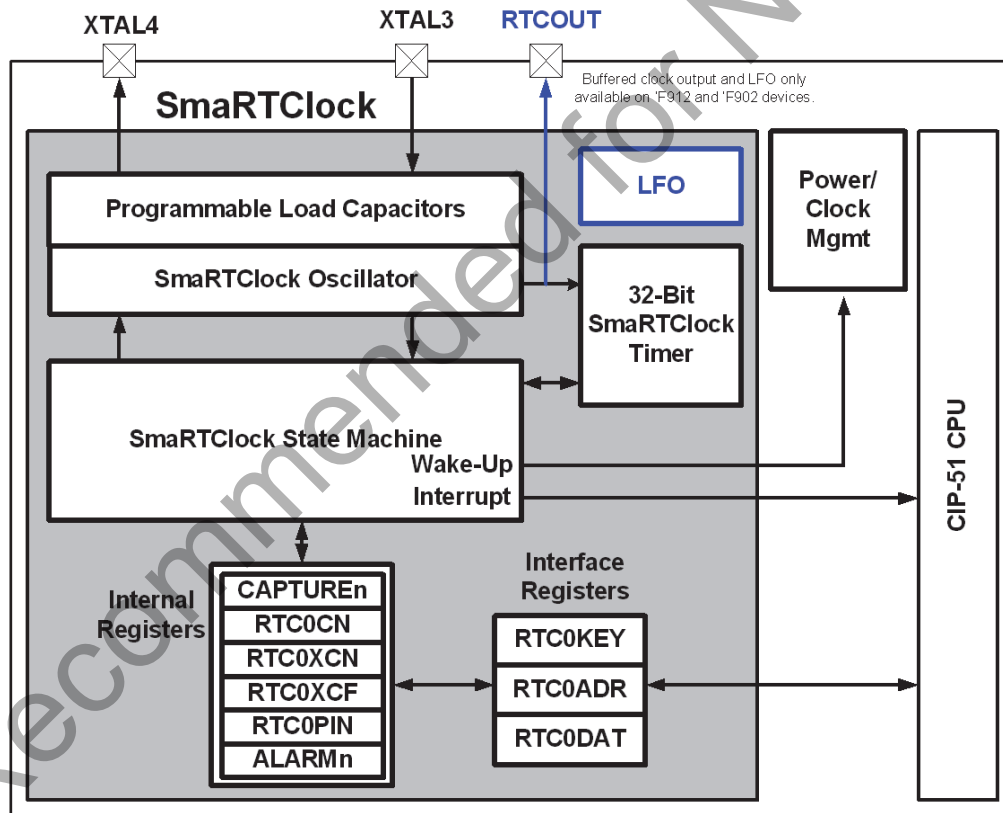 XTAL4
XTAL3
RTCOUT
Buffered clock output and LFO only
available on 'F912 and 'F902 devices.
SmaRTClock
Programmable Load Capacitors
SmaRTClock Oscillator
LFO
Power/
Clock
Mgmt
32-Bit
SmaRTClock
Timer
SmaRTClock State Machine
Wake-Up
Interrupt
CIP-51 CPU
Internal
Registers
CAPTUREn
RTC0CN
RTC0XCN
RTC0XCF
RTC0PIN
ALARMn
Interface
Registers
RTC0KEY
RTC0ADR
RTC0DAT
ecommended for N